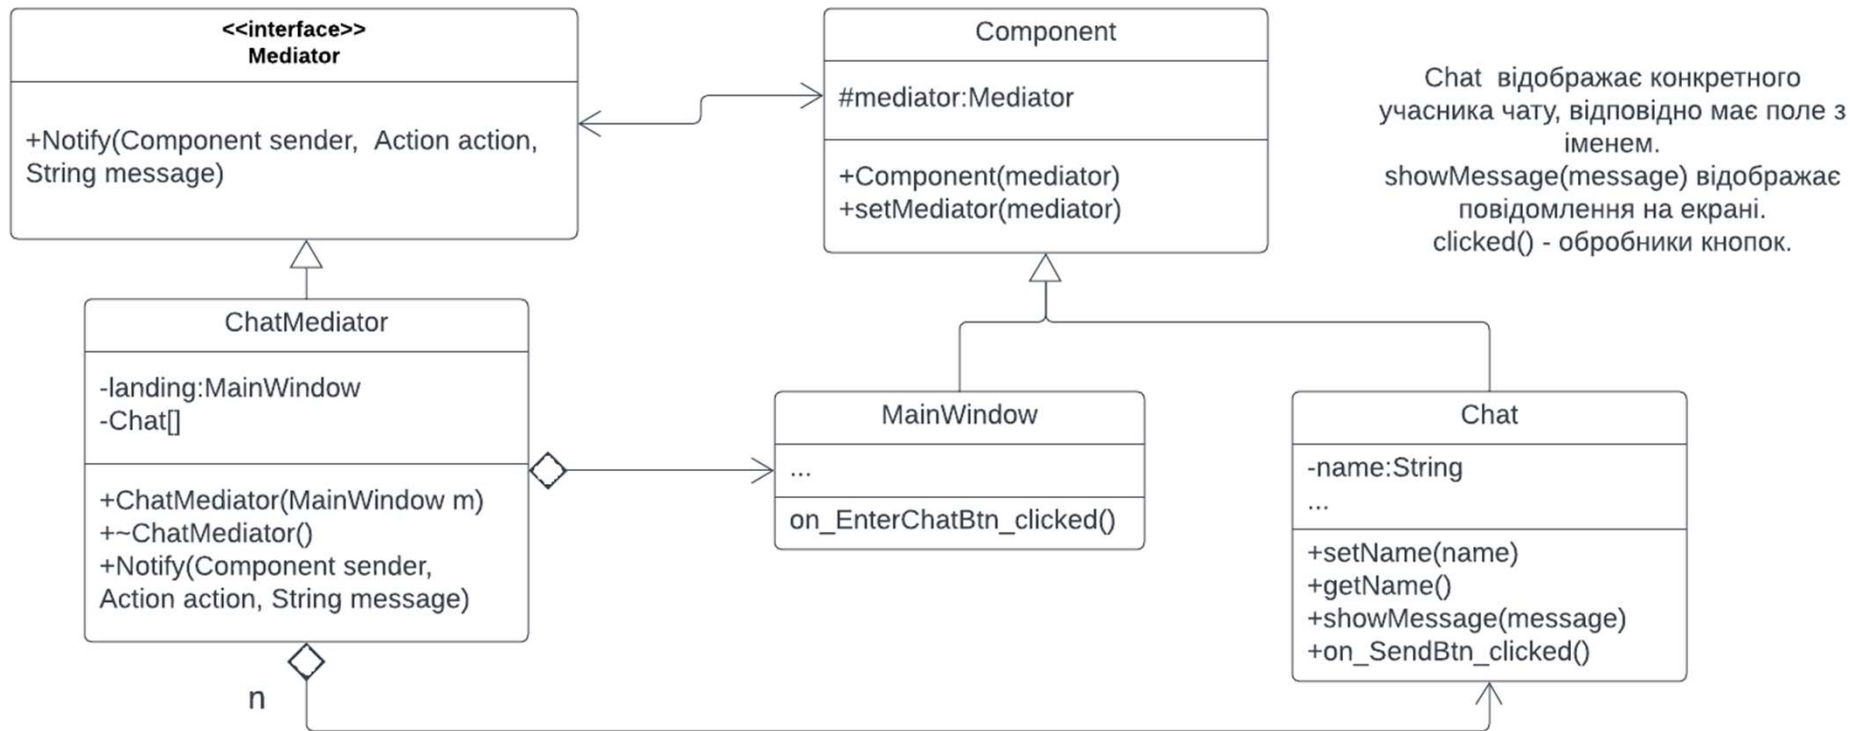 <<interface>>
Mediator
+Notify(Component sender,  Action action,
String message)
Component
#mediator:Mediator
+Component(mediator)
+setMediator(mediator)
Chat  відображає конкретного
учасника чату, відповідно має поле з
іменем.
showMessage(message) відображає
повідомлення на екрані.
clicked() - обробники кнопок.
ChatMediator
-landing:MainWindow
-Chat[]
+ChatMediator(MainWindow m)
+~ChatMediator()
+Notify(Component sender,
Action action, String message)
n
MainWindow
...
on_EnterChatBtn_clicked()
Chat
-name:String
...
+setName(name)
+getName()
+showMessage(message)
+on_SendBtn_clicked()